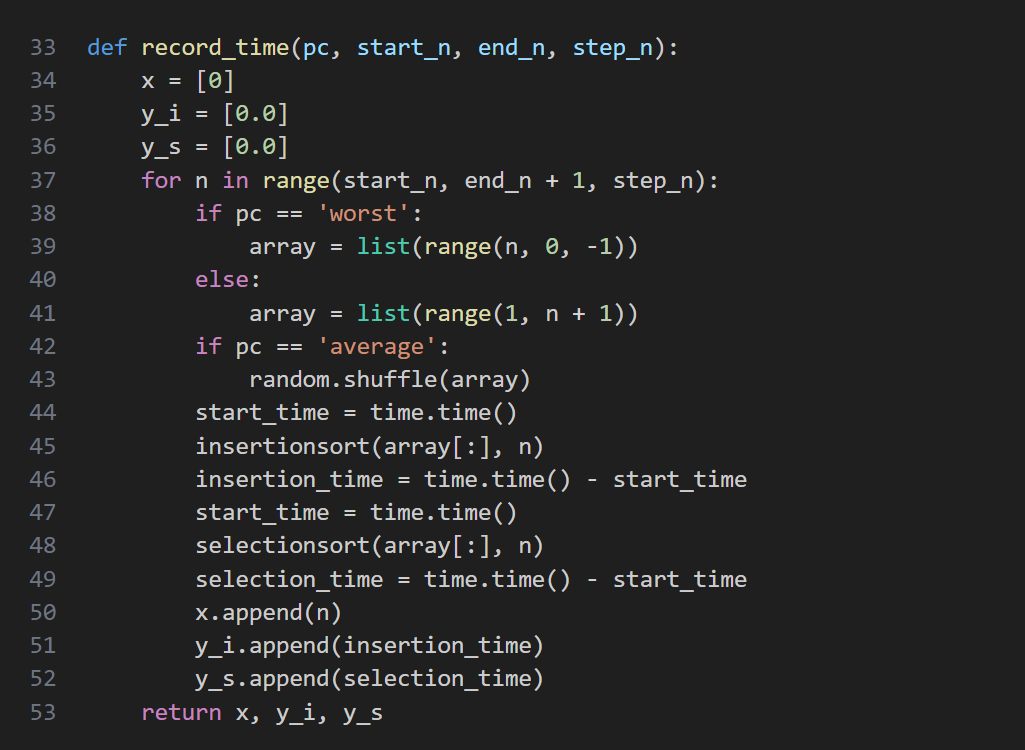 33 def record_time(pc, start_n, end_n, step_n):
34     x = [0]
35     y_i = [0.0]
36     y_s = [0.0]
37     for n in range(start_n, end_n + 1, step_n):
38         if pc == 'worst':
39             array = list(range(n, 0, -1))
40         else:
41             array = list(range(1, n + 1))
42         if pc == 'average':
43             random.shuffle(array)
44         start_time = time.time()
45         insertionsort(array[:], n)
46         insertion_time = time.time() - start_time
47         start_time = time.time()
48         selectionsort(array[:], n)
49         selection_time = time.time() - start_time
50         x.append(n)
51         y_i.append(insertion_time)
52         y_s.append(selection_time)
53     return x, y_i, y_s